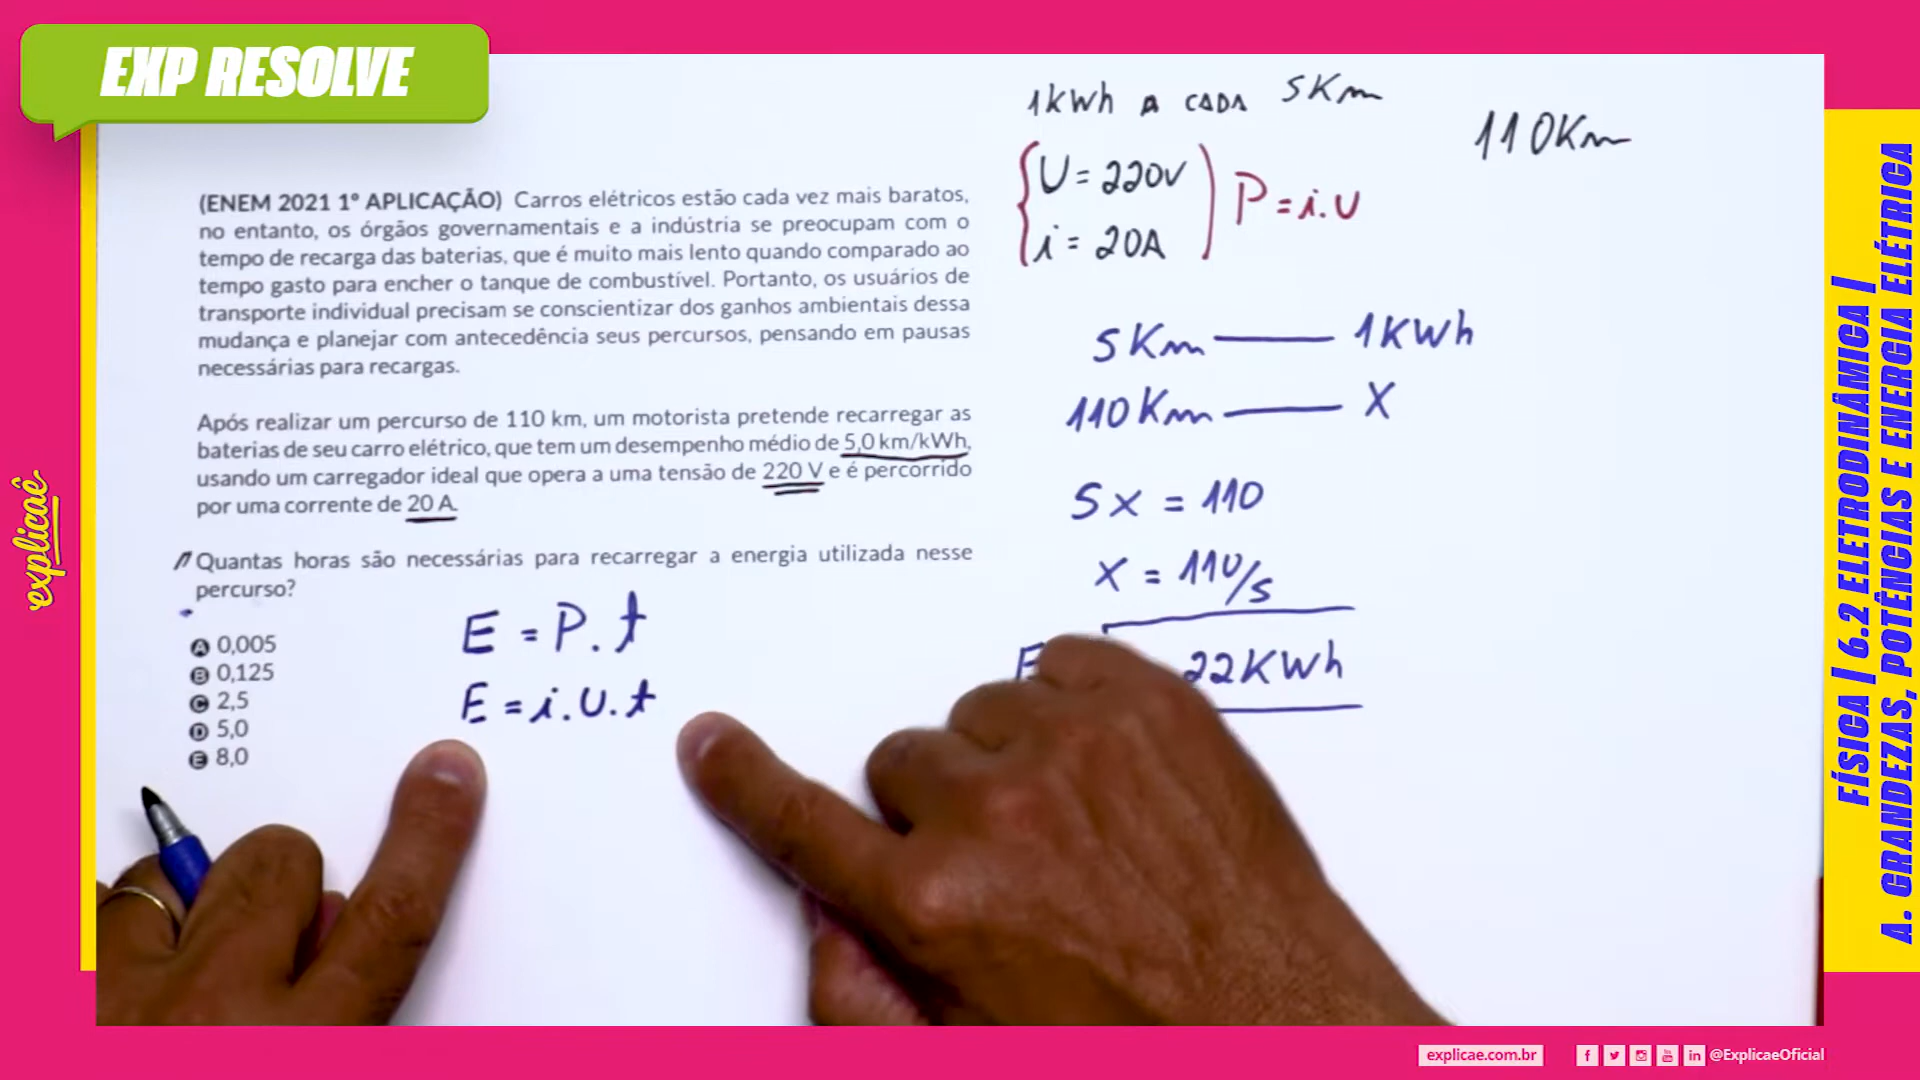 EXP RESOLVE
(ENEM 2021 1º APLICAÇÃO) Carros elétricos estão cada vez mais baratos,
no entanto, os órgãos governamentais e a indústria se preocupam com o
tempo de recarga das baterias, que é muito mais lento quando comparado ao
tempo gasto para encher o tanque de combustível. Portanto, os usuários de
transporte individual precisam se conscientizar dos ganhos ambientais dessa
mudança e planejar com antecedência seus percursos, pensando em pausas
necessárias para recargas.
Após realizar um percurso de 110 km, um motorista pretende recarregar as
baterias de seu carro elétrico, que tem um desempenho médio de 5,0 km/kWh,
usando um carregador ideal que opera a uma tensão de 220 V e é percorrido
por uma corrente de 20 A.
Quantas horas são necessárias para recarregar a energia utilizada nesse
percurso?
A 0,005
B 0,125
C 2,5
D 5,0
E 8,0
E = P.t
E = i.U.t
1kWh A CADA 5Km
110Km
U = 220V
i = 20A
P = i.U
5Km — 1KWh
110Km — X
5x = 110
X = 110/5
E
22KWh
explicaê
FÍSICA | 6.2 ELETRODINÂMICA |
A. GRANDEZAS, POTÊNCIAS E ENERGIA ELÉTRICA
explicae.com.br
@ExplicaeOficial